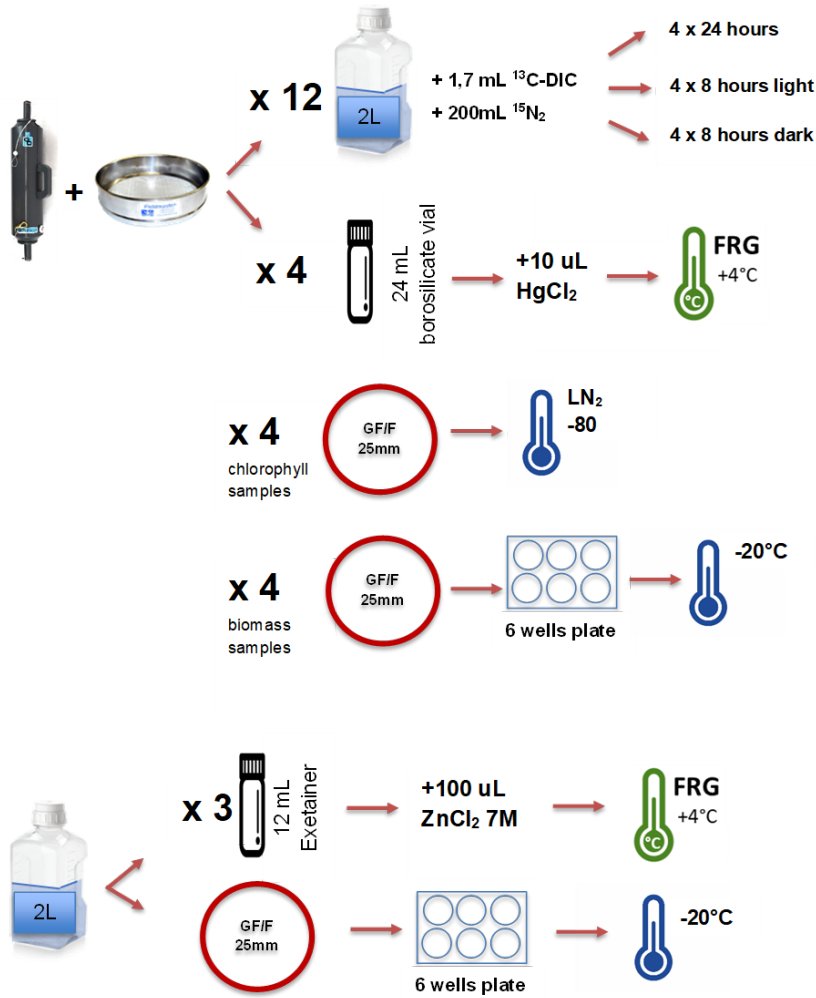 x 12
2L
+ 1,7 mL ¹³C-DIC
+ 200mL ¹⁵N₂
4 x 24 hours
4 x 8 hours light
4 x 8 hours dark
+
x 4
24 mL
borosilicate vial
+10 uL
HgCl₂
°C
FRG
+4°C
x 4
chlorophyll
samples
GF/F
25mm
LN₂
-80
x 4
biomass
samples
GF/F
25mm
6 wells plate
-20°C
2L
x 3
12 mL
Exetainer
+100 uL
ZnCl₂ 7M
°C
FRG
+4°C
GF/F
25mm
6 wells plate
-20°C